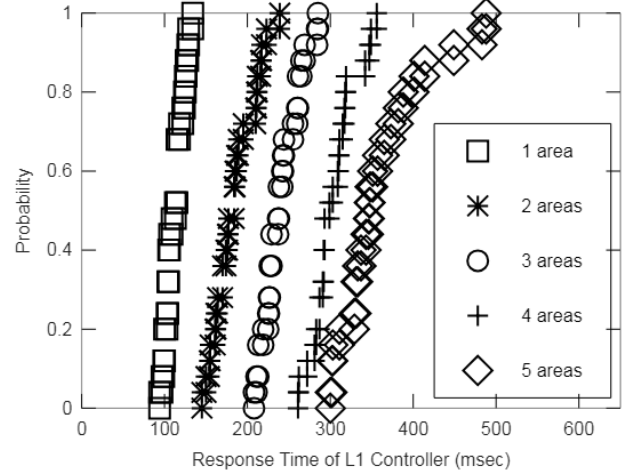 1
0.8
0.6
0.4
0.2
0
Probability
0 100 200 300 400 500 600
Response Time of L1 Controller (msec)
1 area
2 areas
3 areas
4 areas
5 areas